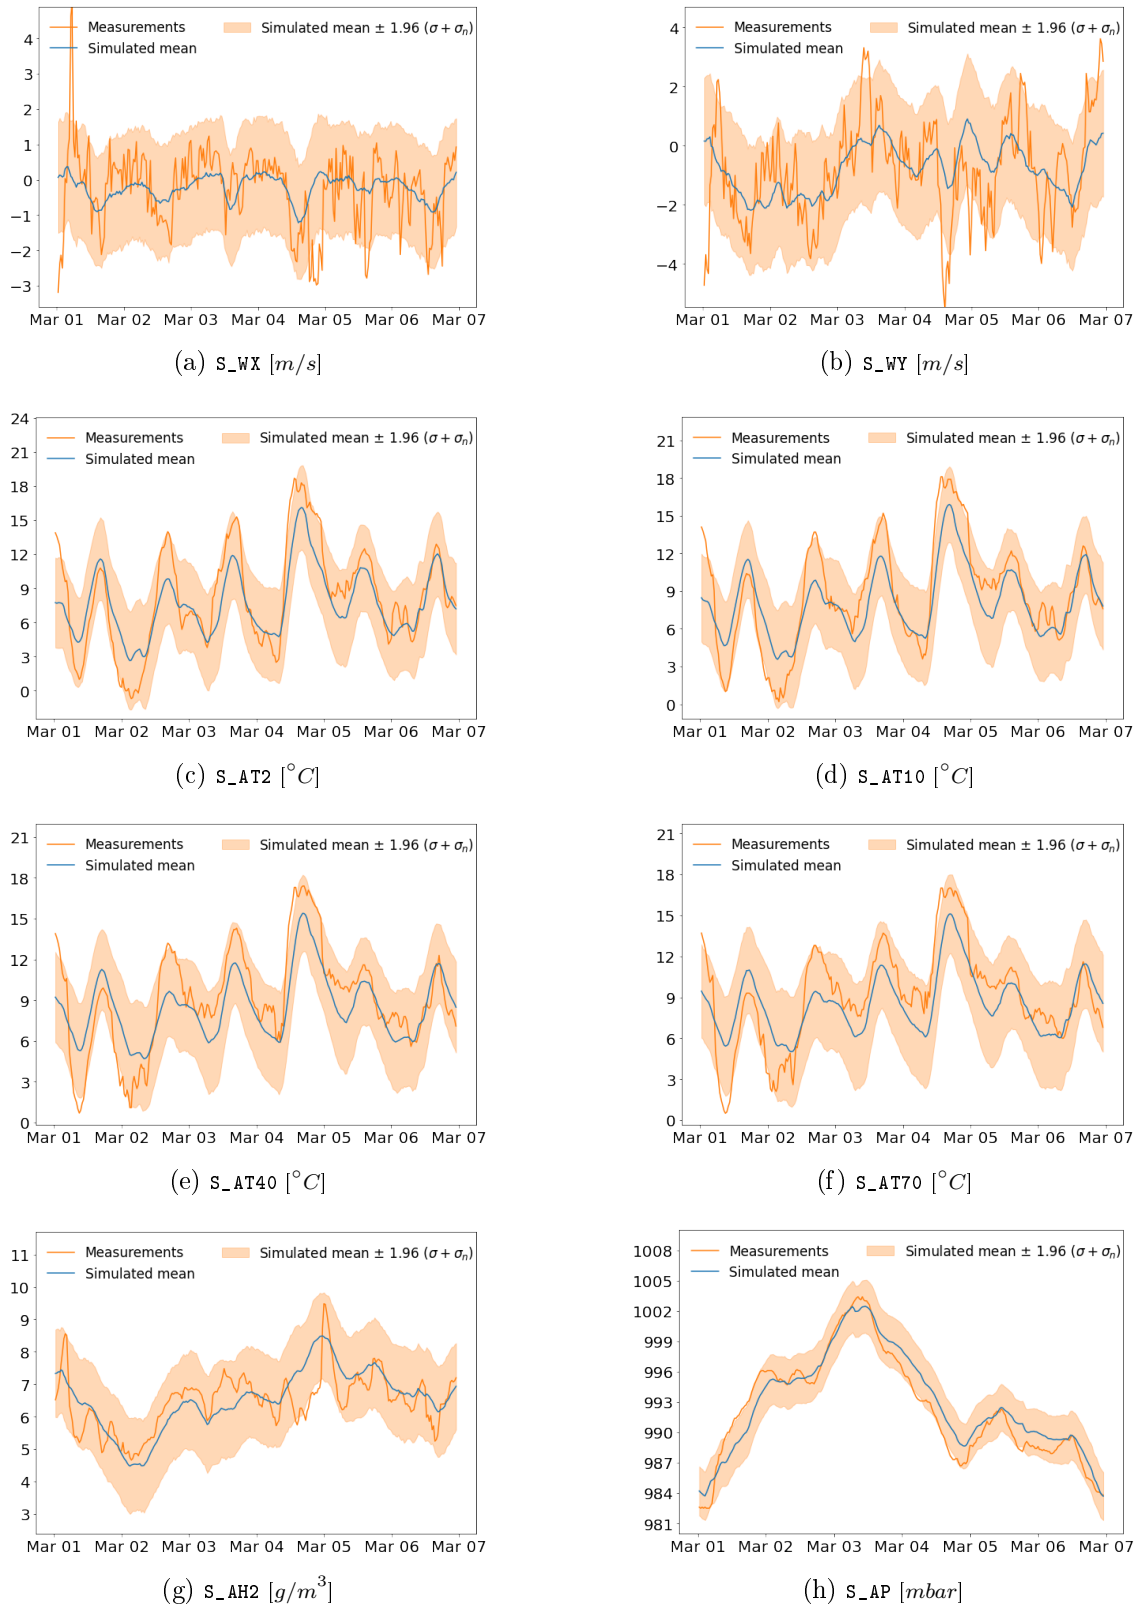 Measurements
Simulated mean
Simulated mean ± 1.96 (σ + σₙ)
4
3
2
1
0
−1
−2
−3
Mar 01 Mar 02 Mar 03 Mar 04 Mar 05 Mar 06 Mar 07
(a) S_WX [m/s]
Measurements
Simulated mean
Simulated mean ± 1.96 (σ + σₙ)
4
2
0
−2
−4
Mar 01 Mar 02 Mar 03 Mar 04 Mar 05 Mar 06 Mar 07
(b) S_WY [m/s]
Measurements
Simulated mean
Simulated mean ± 1.96 (σ + σₙ)
24
21
18
15
12
9
6
3
0
Mar 01 Mar 02 Mar 03 Mar 04 Mar 05 Mar 06 Mar 07
(c) S_AT2 [°C]
Measurements
Simulated mean
Simulated mean ± 1.96 (σ + σₙ)
21
18
15
12
9
6
3
0
Mar 01 Mar 02 Mar 03 Mar 04 Mar 05 Mar 06 Mar 07
(d) S_AT10 [°C]
Measurements
Simulated mean
Simulated mean ± 1.96 (σ + σₙ)
21
18
15
12
9
6
3
0
Mar 01 Mar 02 Mar 03 Mar 04 Mar 05 Mar 06 Mar 07
(e) S_AT40 [°C]
Measurements
Simulated mean
Simulated mean ± 1.96 (σ + σₙ)
21
18
15
12
9
6
3
0
Mar 01 Mar 02 Mar 03 Mar 04 Mar 05 Mar 06 Mar 07
(f) S_AT70 [°C]
Measurements
Simulated mean
Simulated mean ± 1.96 (σ + σₙ)
11
10
9
8
7
6
5
4
3
Mar 01 Mar 02 Mar 03 Mar 04 Mar 05 Mar 06 Mar 07
(g) S_AH2 [g/m³]
Measurements
Simulated mean
Simulated mean ± 1.96 (σ + σₙ)
1008
1005
1002
999
996
993
990
987
984
981
Mar 01 Mar 02 Mar 03 Mar 04 Mar 05 Mar 06 Mar 07
(h) S_AP [mbar]